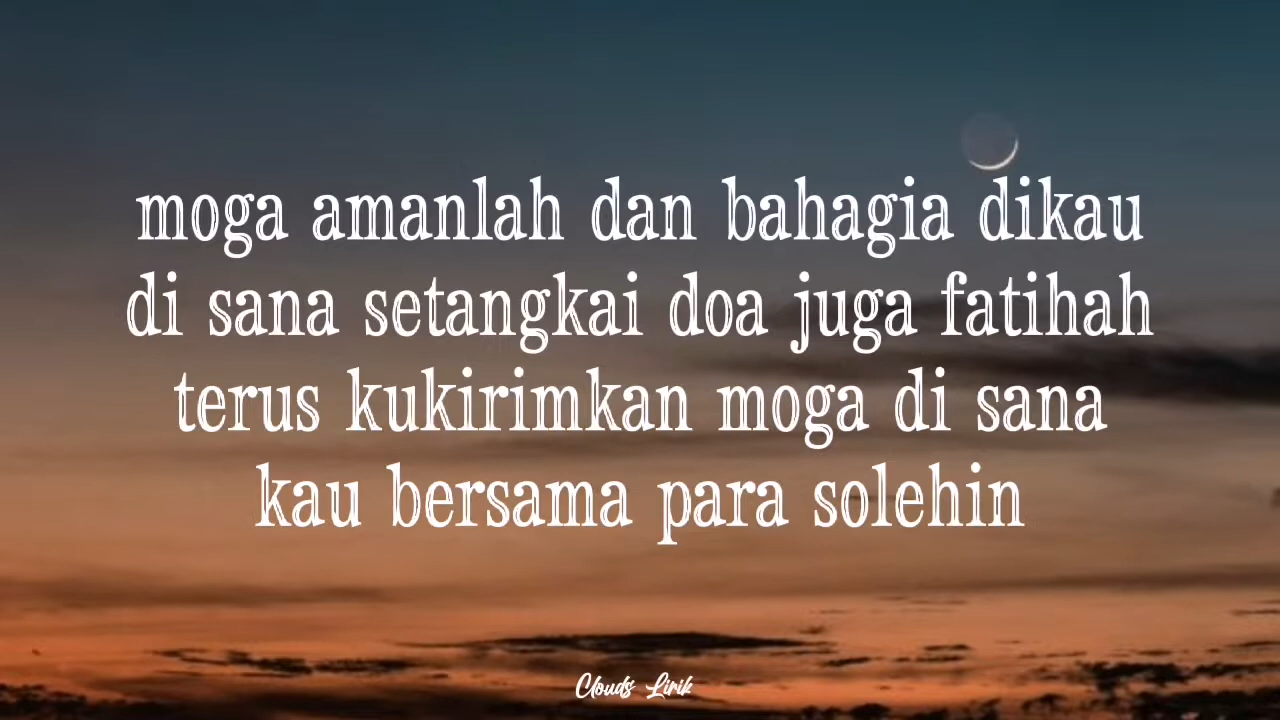 moga amanlah dan bahagia dikau
di sana setangkai doa juga fatihah
terus kukirimkan moga di sana
kau bersama para solehin
Clouds Lirik